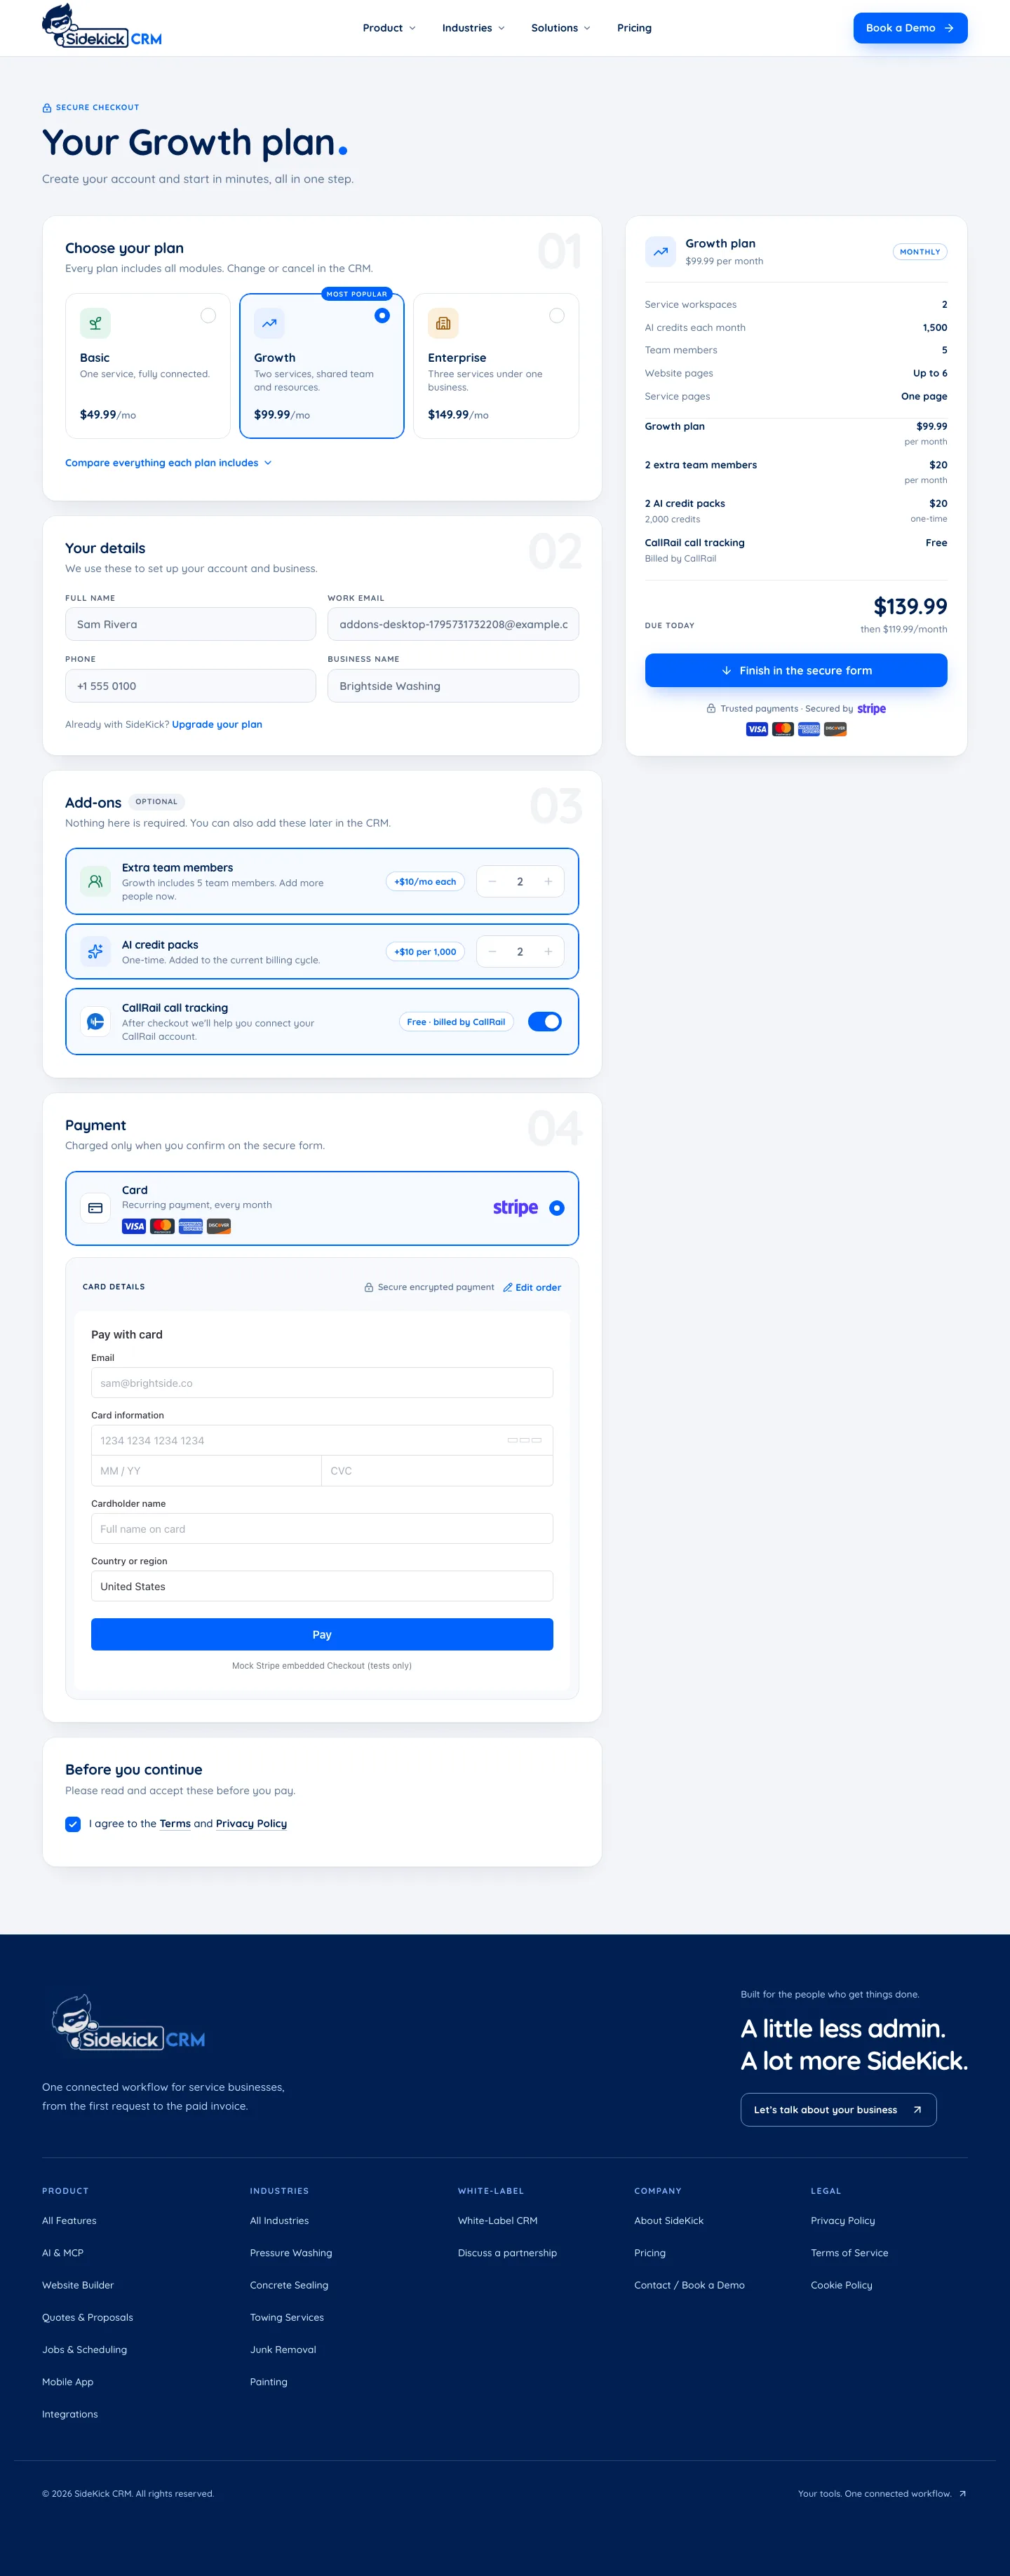 Sidekick CRM
Product
Industries
Solutions
Pricing
Book a Demo
SECURE CHECKOUT
Your Growth plan.
Create your account and start in minutes, all in one step.
Choose your plan
01
Every plan includes all modules. Change or cancel in the CRM.
MOST POPULAR
Basic
One service, fully connected.
$49.99/mo
Growth
Two services, shared team
and resources.
$99.99/mo
Enterprise
Three services under one
business.
$149.99/mo
Compare everything each plan includes
Your details
02
We use these to set up your account and business.
FULL NAME
Sam Rivera
WORK EMAIL
addons-desktop-1795731732208@example.c
PHONE
+1 555 0100
BUSINESS NAME
Brightside Washing
Already with SideKick? Upgrade your plan
Add-ons OPTIONAL
03
Nothing here is required. You can also add these later in the CRM.
Extra team members
Growth includes 5 team members. Add more
people now.
+$10/mo each
− 2 +
AI credit packs
One-time. Added to the current billing cycle.
+$10 per 1,000
− 2 +
CallRail call tracking
After checkout we'll help you connect your
CallRail account.
Free · billed by CallRail
Payment
04
Charged only when you confirm on the secure form.
Card
Recurring payment, every month
VISA
AMERICAN EXPRESS
DISCOVER
stripe
CARD DETAILS
Secure encrypted payment
Edit order
Pay with card
Email
sam@brightside.co
Card information
1234 1234 1234 1234
MM / YY
CVC
Cardholder name
Full name on card
Country or region
United States
Pay
Mock Stripe embedded Checkout (tests only)
Before you continue
Please read and accept these before you pay.
I agree to the Terms and Privacy Policy
Growth plan
$99.99 per month
MONTHLY
Service workspaces 2
AI credits each month 1,500
Team members 5
Website pages Up to 6
Service pages One page
Growth plan $99.99
per month
2 extra team members $20
per month
2 AI credit packs $20
2,000 credits one-time
CallRail call tracking Free
Billed by CallRail
$139.99
DUE TODAY then $119.99/month
Finish in the secure form
Trusted payments · Secured by stripe
VISA
AMERICAN EXPRESS
DISCOVER
Sidekick CRM
One connected workflow for service businesses,
from the first request to the paid invoice.
Built for the people who get things done.
A little less admin.
A lot more SideKick.
Let's talk about your business
PRODUCT
All Features
AI & MCP
Website Builder
Quotes & Proposals
Jobs & Scheduling
Mobile App
Integrations
INDUSTRIES
All Industries
Pressure Washing
Concrete Sealing
Towing Services
Junk Removal
Painting
WHITE-LABEL
White-Label CRM
Discuss a partnership
COMPANY
About SideKick
Pricing
Contact / Book a Demo
LEGAL
Privacy Policy
Terms of Service
Cookie Policy
© 2026 SideKick CRM. All rights reserved.
Your tools. One connected workflow.